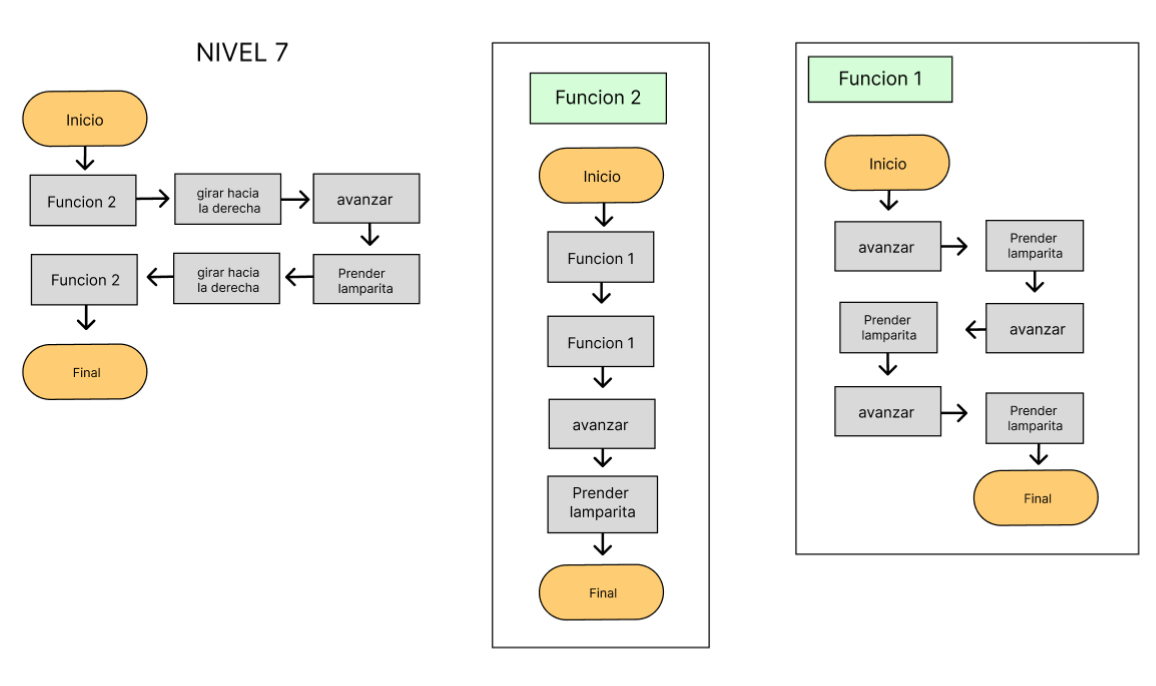 NIVEL 7
Inicio
Funcion 2
girar hacia
la derecha
avanzar
Prender
lamparita
girar hacia
la derecha
Funcion 2
Final
Funcion 2
Inicio
Funcion 1
Funcion 1
avanzar
Prender
lamparita
Final
Funcion 1
Inicio
avanzar
Prender
lamparita
avanzar
Prender
lamparita
avanzar
Prender
lamparita
Final